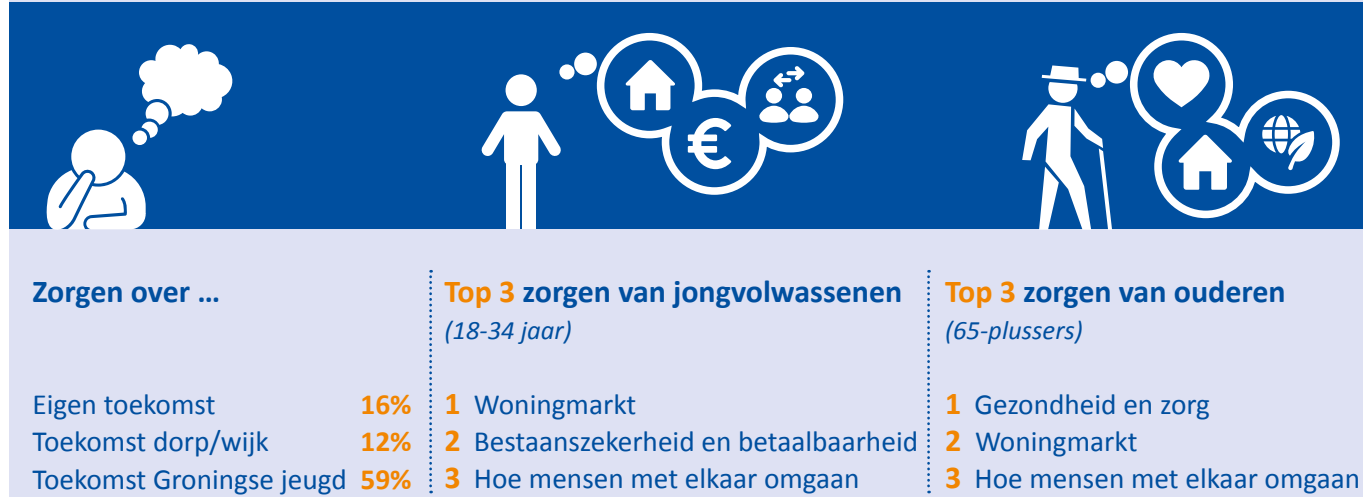 Zorgen over ...
Eigen toekomst 16%
Toekomst dorp/wijk 12%
Toekomst Groningse jeugd 59%
Top 3 zorgen van jongvolwassenen
(18-34 jaar)
1 Woningmarkt
2 Bestaanszekerheid en betaalbaarheid
3 Hoe mensen met elkaar omgaan
Top 3 zorgen van ouderen
(65-plussers)
1 Gezondheid en zorg
2 Woningmarkt
3 Hoe mensen met elkaar omgaan